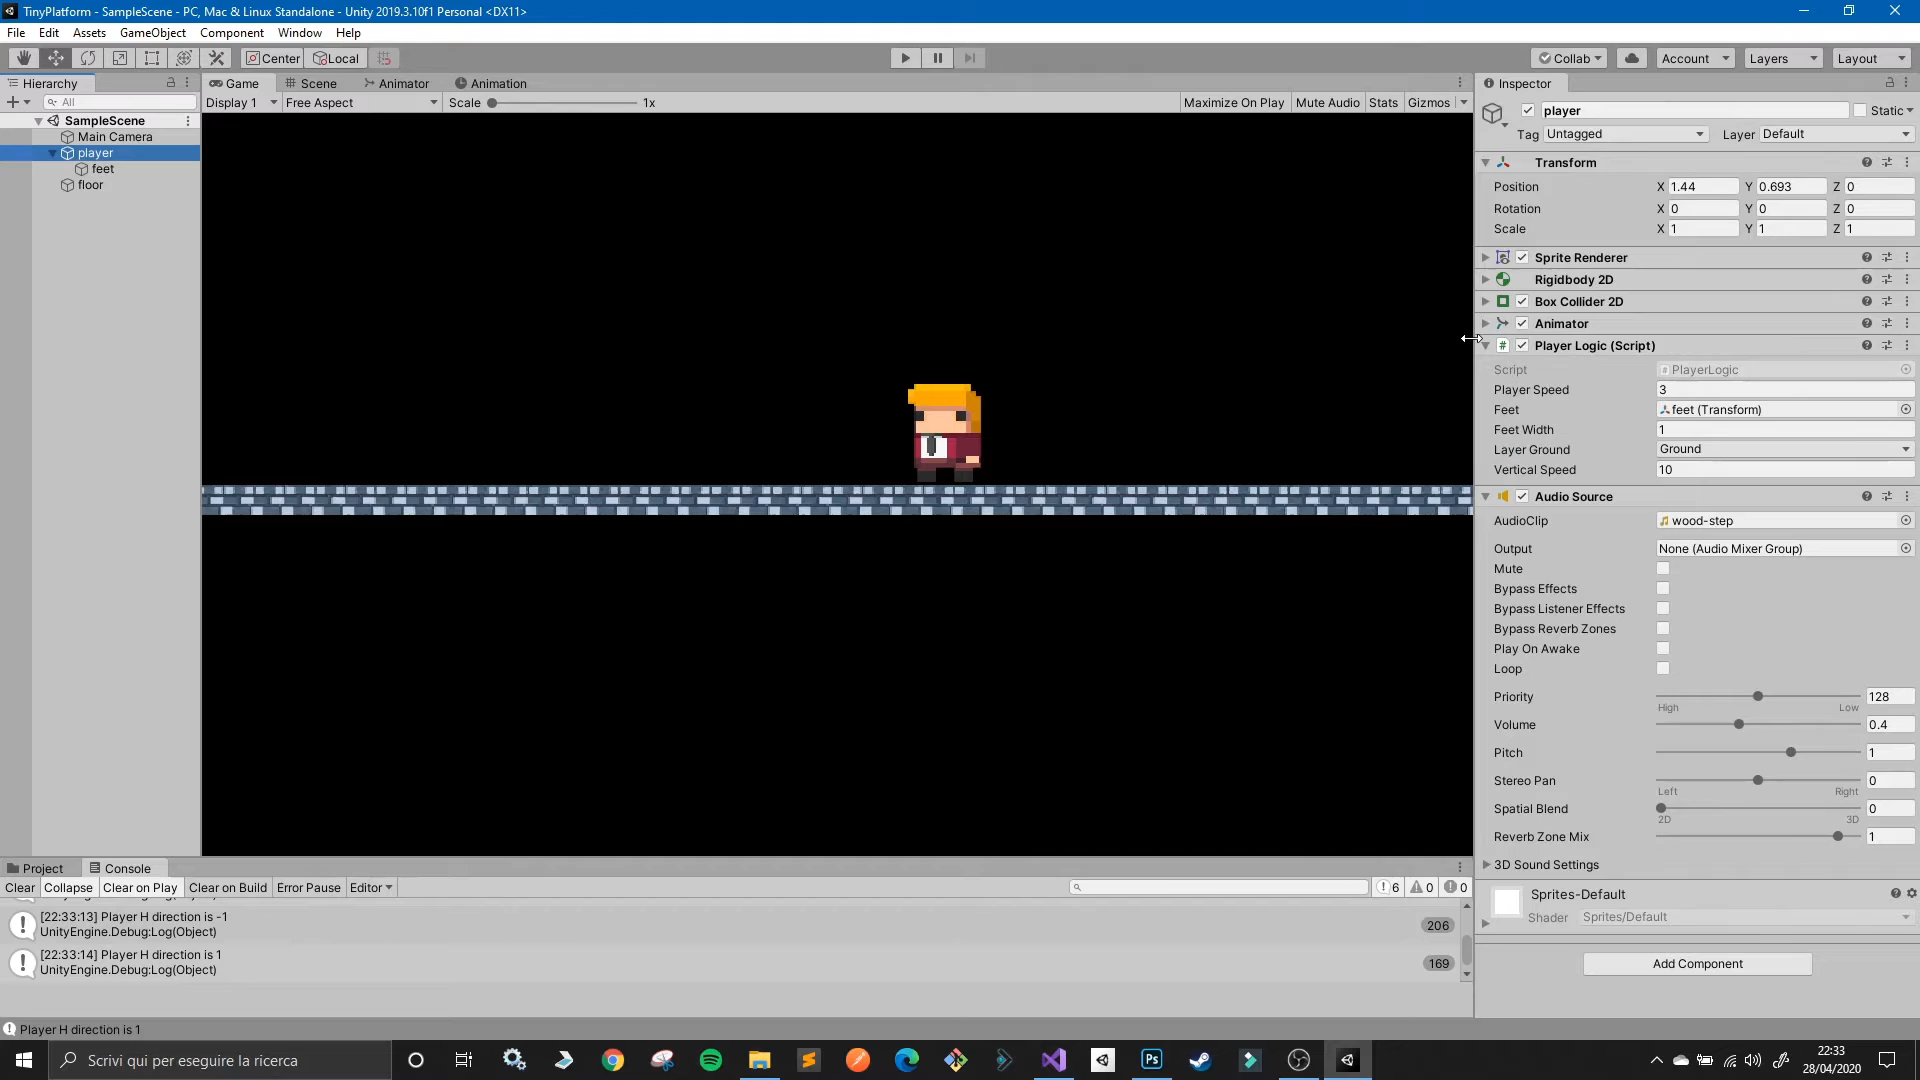 TinyPlatform - SampleScene - PC, Mac & Linux Standalone - Unity 2019.3.10f1 Personal <DX11>
File Edit Assets GameObject Component Window Help
Center Local Collab Account Layers Layout
Hierarchy
All
SampleScene
Main Camera
player
feet
floor
Game Scene Animator Animation
Display 1 Free Aspect Scale 1x Maximize On Play Mute Audio Stats Gizmos
Inspector
player Static
Tag Untagged Layer Default
Transform
Position X 1.44 Y 0.693 Z 0
Rotation X 0 Y 0 Z 0
Scale X 1 Y 1 Z 1
Sprite Renderer
Rigidbody 2D
Box Collider 2D
Animator
# Player Logic (Script)
Script # PlayerLogic
Player Speed 3
Feet feet (Transform)
Feet Width 1
Layer Ground Ground
Vertical Speed 10
Audio Source
AudioClip wood-step
Output None (Audio Mixer Group)
Mute
Bypass Effects
Bypass Listener Effects
Bypass Reverb Zones
Play On Awake
Loop
Priority 128
High Low
Volume 0.4
Pitch 1
Stereo Pan 0
Left Right
Spatial Blend 0
2D 3D
Reverb Zone Mix 1
3D Sound Settings
Sprites-Default
Shader Sprites/Default
Add Component
Project Console
Clear Collapse Clear on Play Clear on Build Error Pause Editor 6 0 0
[22:33:13] Player H direction is -1
UnityEngine.Debug:Log(Object)
206
[22:33:14] Player H direction is 1
UnityEngine.Debug:Log(Object)
169
Player H direction is 1
Scrivi qui per eseguire la ricerca
Ps
22:33
28/04/2020